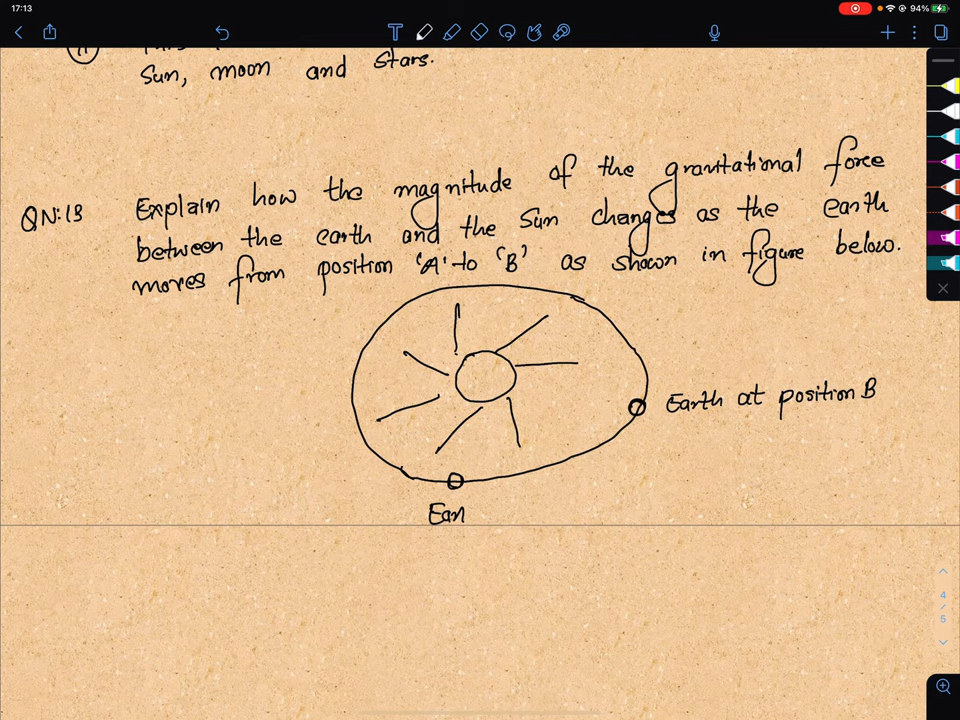 17:13
94%
T
Sun, moon and stars.
QN:13 Explain how the magnitude of the gravitational force
between the earth and the Sun changes as the earth
moves from position 'A' to 'B' as shown in figure below.
Earth at position B
Ear
4
/
5